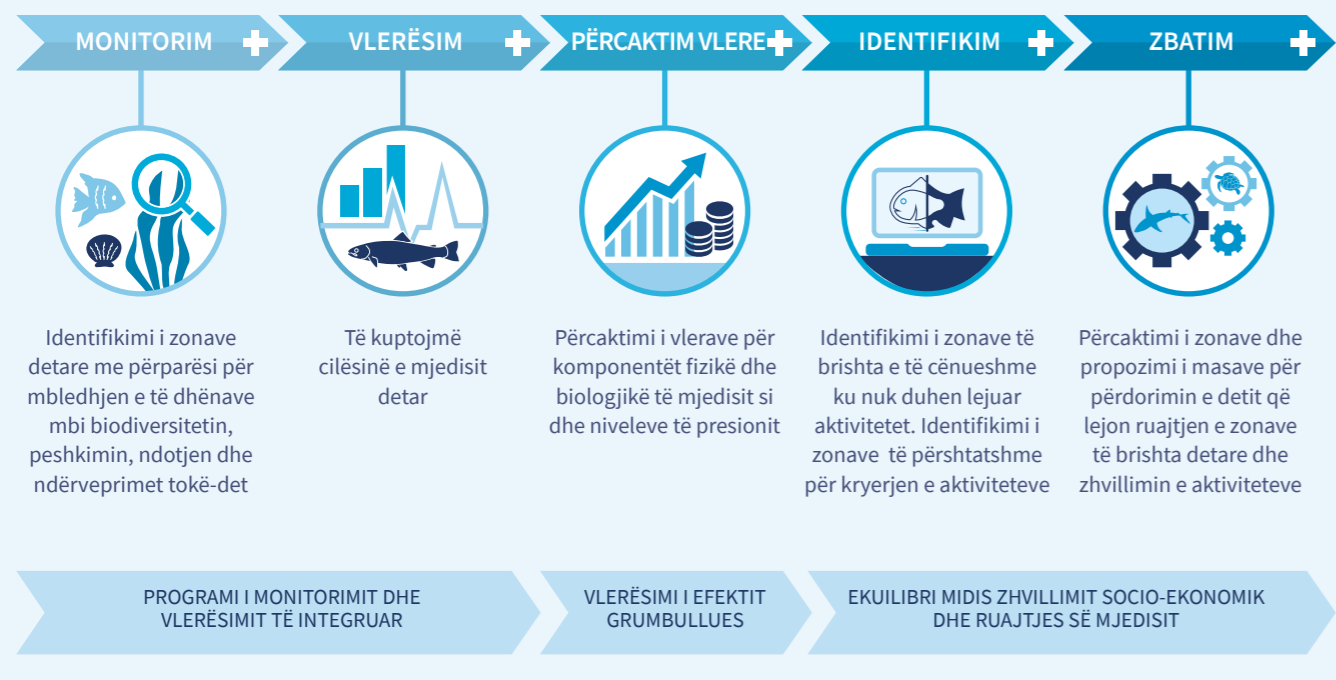 MONITORIM
VLERËSIM
PËRCAKTIM VLERE
IDENTIFIKIM
ZBATIM
Identifikimi i zonave
detare me përparësi për
mbledhjen e të dhënave
mbi biodiversitetin,
peshkimin, ndotjen dhe
ndërveprimet tokë-det
Të kuptojmë
cilësinë e mjedisit
detar
Përcaktimi i vlerave për
komponentët fizikë dhe
biologjikë të mjedisit si
dhe niveleve të presionit
Identifikimi i zonave të
brishta e të cënueshme
ku nuk duhen lejuar
aktivitetet. Identifikimi i
zonave të përshtatshme
për kryerjen e aktiviteteve
Përcaktimi i zonave dhe
propozimi i masave për
përdorimin e detit që
lejon ruajtjen e zonave
të brishta detare dhe
zhvillimin e aktiviteteve
PROGRAMI I MONITORIMIT DHE
VLERËSIMIT TË INTEGRUAR
VLERËSIMI I EFEKTIT
GRUMBULLUES
EKUILIBRI MIDIS ZHVILLIMIT SOCIO-EKONOMIK
DHE RUAJTJES SË MJEDISIT